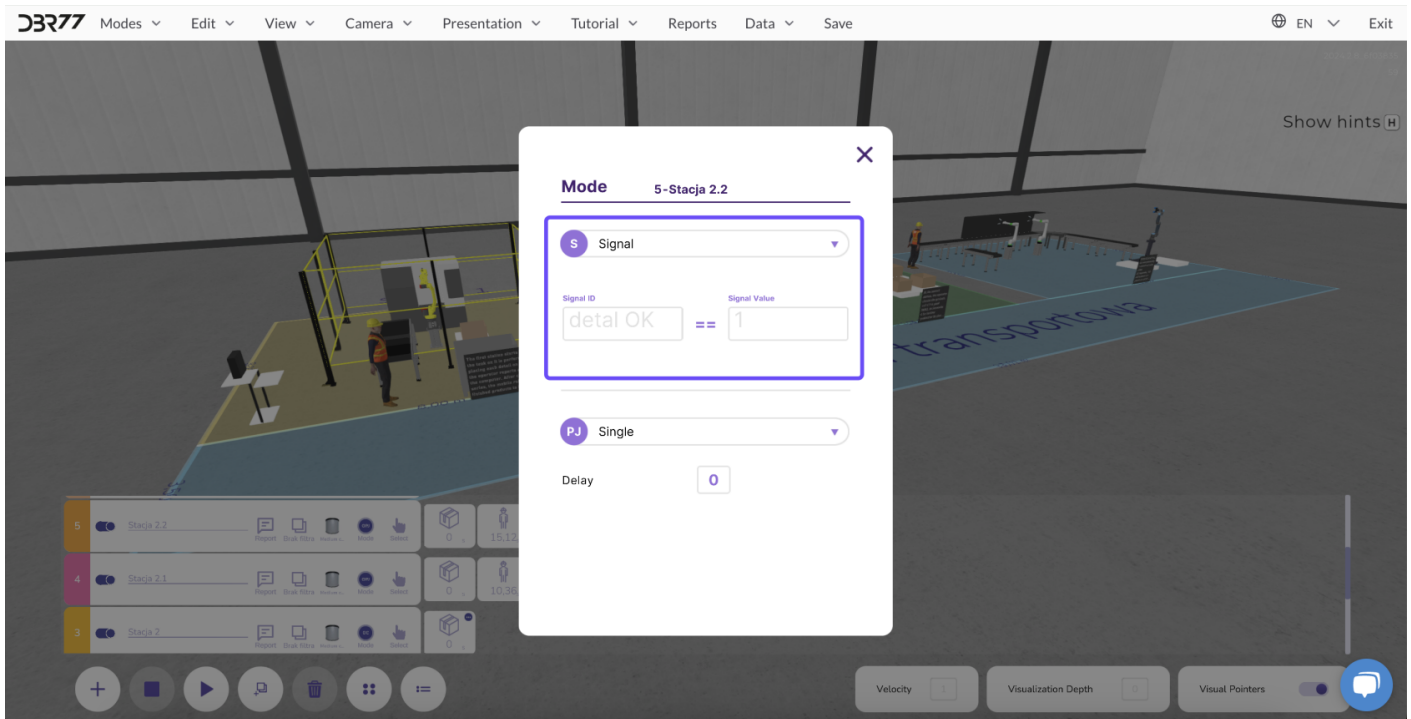 DBR77 Modes Edit View Camera Presentation Tutorial Reports Data Save EN Exit
Show hints H
Mode 5-Stacja 2.2
S Signal
Signal ID Signal Value
detal OK == 1
transportowa
PJ Single
Delay 0
5 Stacja 2.2 Report Mode Select 0 15,12,
4 Stacja 2.1 Report Mode Select 0 10,36,
3 Stacja 2 Report Mode Select 0
Velocity 1 Visualization Depth 0 Visual Pointers